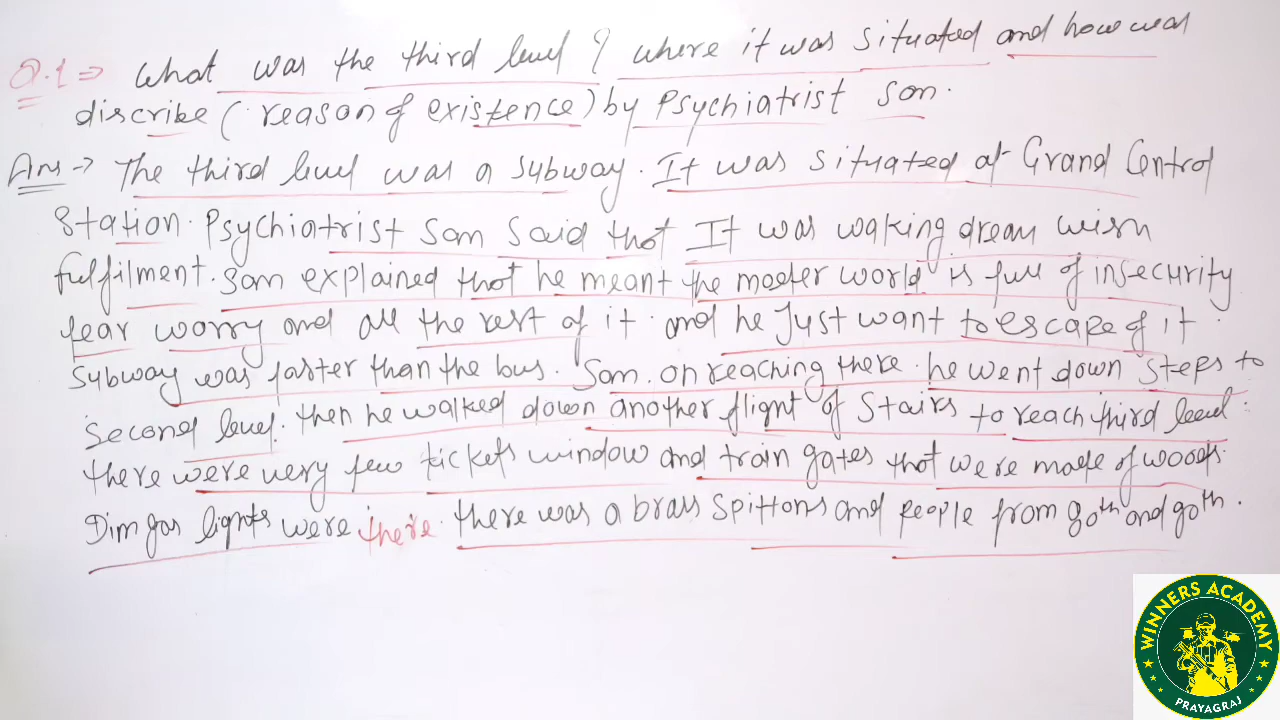 Q.1⇒ What was the third level ? where it was situated and how was
discribe (reason of existence) by Psychiatrist Sam.
Ans → The third level was a subway. It was situated at Grand Central
Station. Psychiatrist Sam said that It was waking dream wish
fulfilment. Sam explained that he meant the modern world is full of insecurity
fear worry and all the rest of it. and he Just want to escape of it.
Subway was faster than the bus. Sam. on reaching there. he went down steps to
second level. then he walked down another flight of stairs to reach third level.
there were very few tickets window and train gates that were made of woods.
Dim gas lights were there. there was a brass spittons and people from 80th and 90th.
WINNERS ACADEMY
PRAYAGRAJ